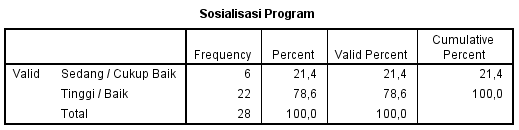 Sosialisasi Program
Frequency Percent Valid Percent Cumulative Percent
Valid Sedang / Cukup Baik 6 21,4 21,4 21,4
Tinggi / Baik 22 78,6 78,6 100,0
Total 28 100,0 100,0